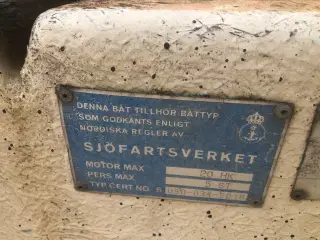 DENNA BÅT TILLHÖR BÅTTYP
SOM GODKÄNTS ENLIGT
NORDISKA REGLER AV
SJÖFARTSVERKET
MOTOR MAX 20 HK
PERS MAX 5 ST
TYP CERT NO. B